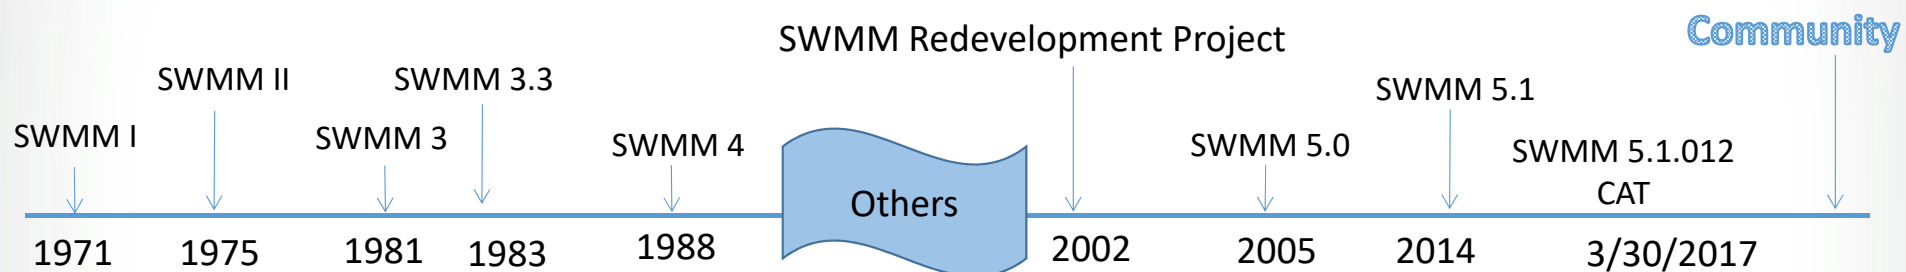 SWMM Redevelopment Project
Community
SWMM II
SWMM 3.3
SWMM 5.1
SWMM I
SWMM 3
SWMM 4
SWMM 5.0
SWMM 5.1.012
CAT
Others
1971
1975
1981
1983
1988
2002
2005
2014
3/30/2017